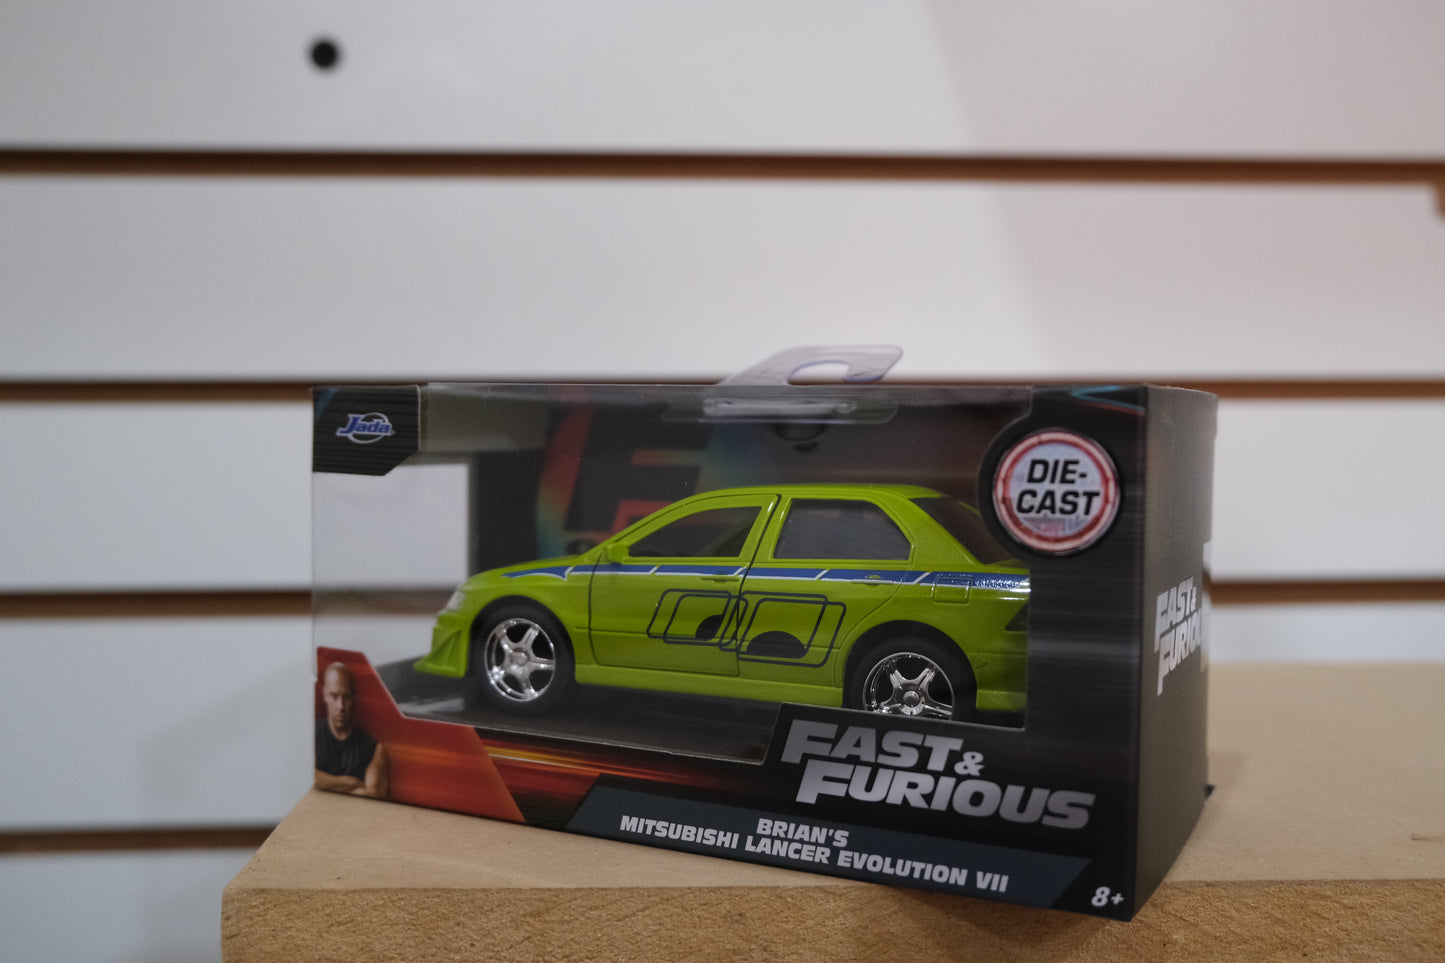 Jada
DIE-
CAST
FAST &
FURIOUS
BRIAN'S
MITSUBISHI LANCER EVOLUTION VII
8+
FAST &
FURIOUS